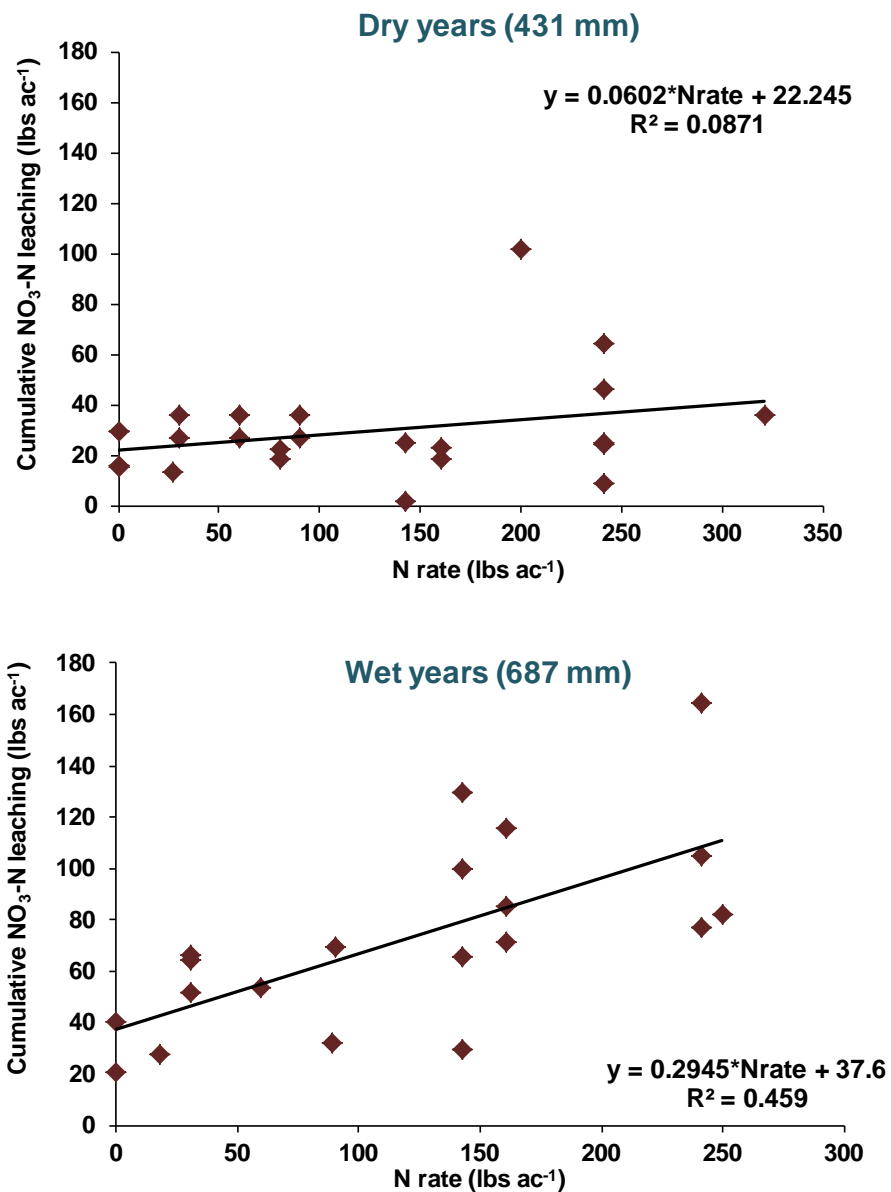 Dry years (431 mm)
180
160
140
120
100
80
60
40
20
0
Cumulative NO₃-N leaching (lbs ac⁻¹)
y = 0.0602*Nrate + 22.245
R² = 0.0871
0 50 100 150 200 250 300 350
N rate (lbs ac⁻¹)
Wet years (687 mm)
180
160
140
120
100
80
60
40
20
0
Cumulative NO₃-N leaching (lbs ac⁻¹)
y = 0.2945*Nrate + 37.6
R² = 0.459
0 50 100 150 200 250 300
N rate (lbs ac⁻¹)